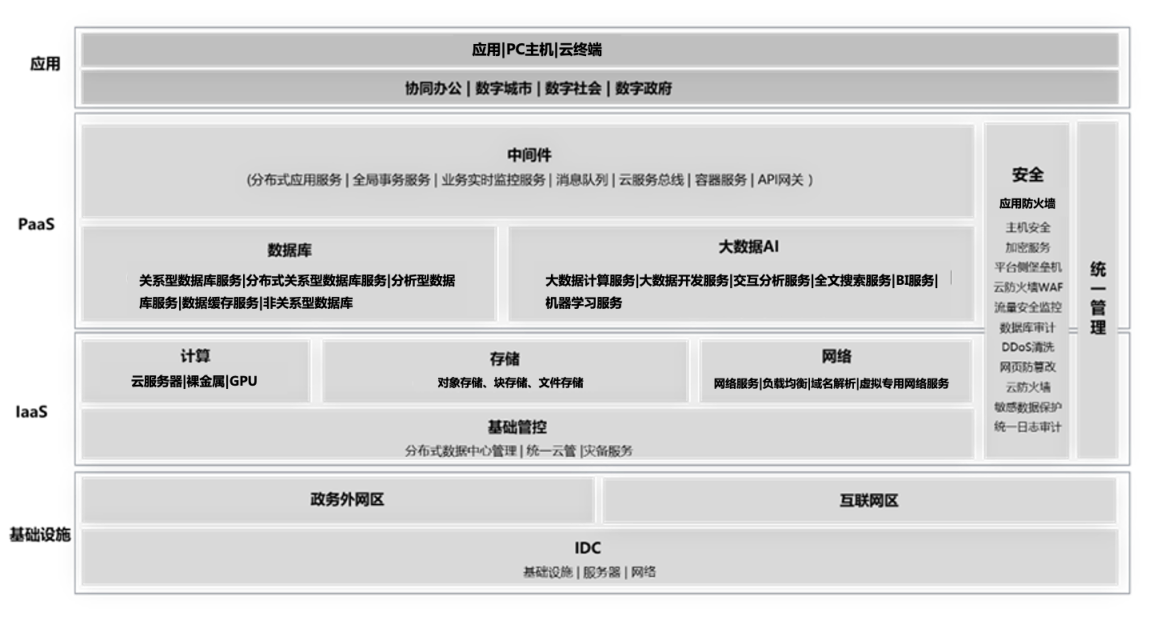 应用
应用|PC主机|云终端
协同办公 | 数字城市 | 数字社会 | 数字政府
PaaS
中间件
(分布式应用服务 | 全局事务服务 | 业务实时监控服务 | 消息队列 | 云服务总线 | 容器服务 | API网关 )
数据库
关系型数据库服务|分布式关系型数据库服务|分析型数据
库服务|数据缓存服务|非关系型数据库
大数据AI
大数据计算服务|大数据开发服务|交互分析服务|全文搜索服务|BI服务|
机器学习服务
安全
应用防火墙
主机安全
加密服务
平台侧堡垒机
云防火墙WAF
流量安全监控
数据库审计
DDoS清洗
网页防篡改
云防火墙
敏感数据保护
统一日志审计
统一管理
IaaS
计算
云服务器|裸金属|GPU
存储
对象存储、块存储、文件存储
网络
网络服务|负载均衡|域名解析|虚拟专用网络服务
基础管控
分布式数据中心管理 | 统一云管 |灾备服务
基础设施
政务外网区
互联网区
IDC
基础设施 | 服务器 | 网络